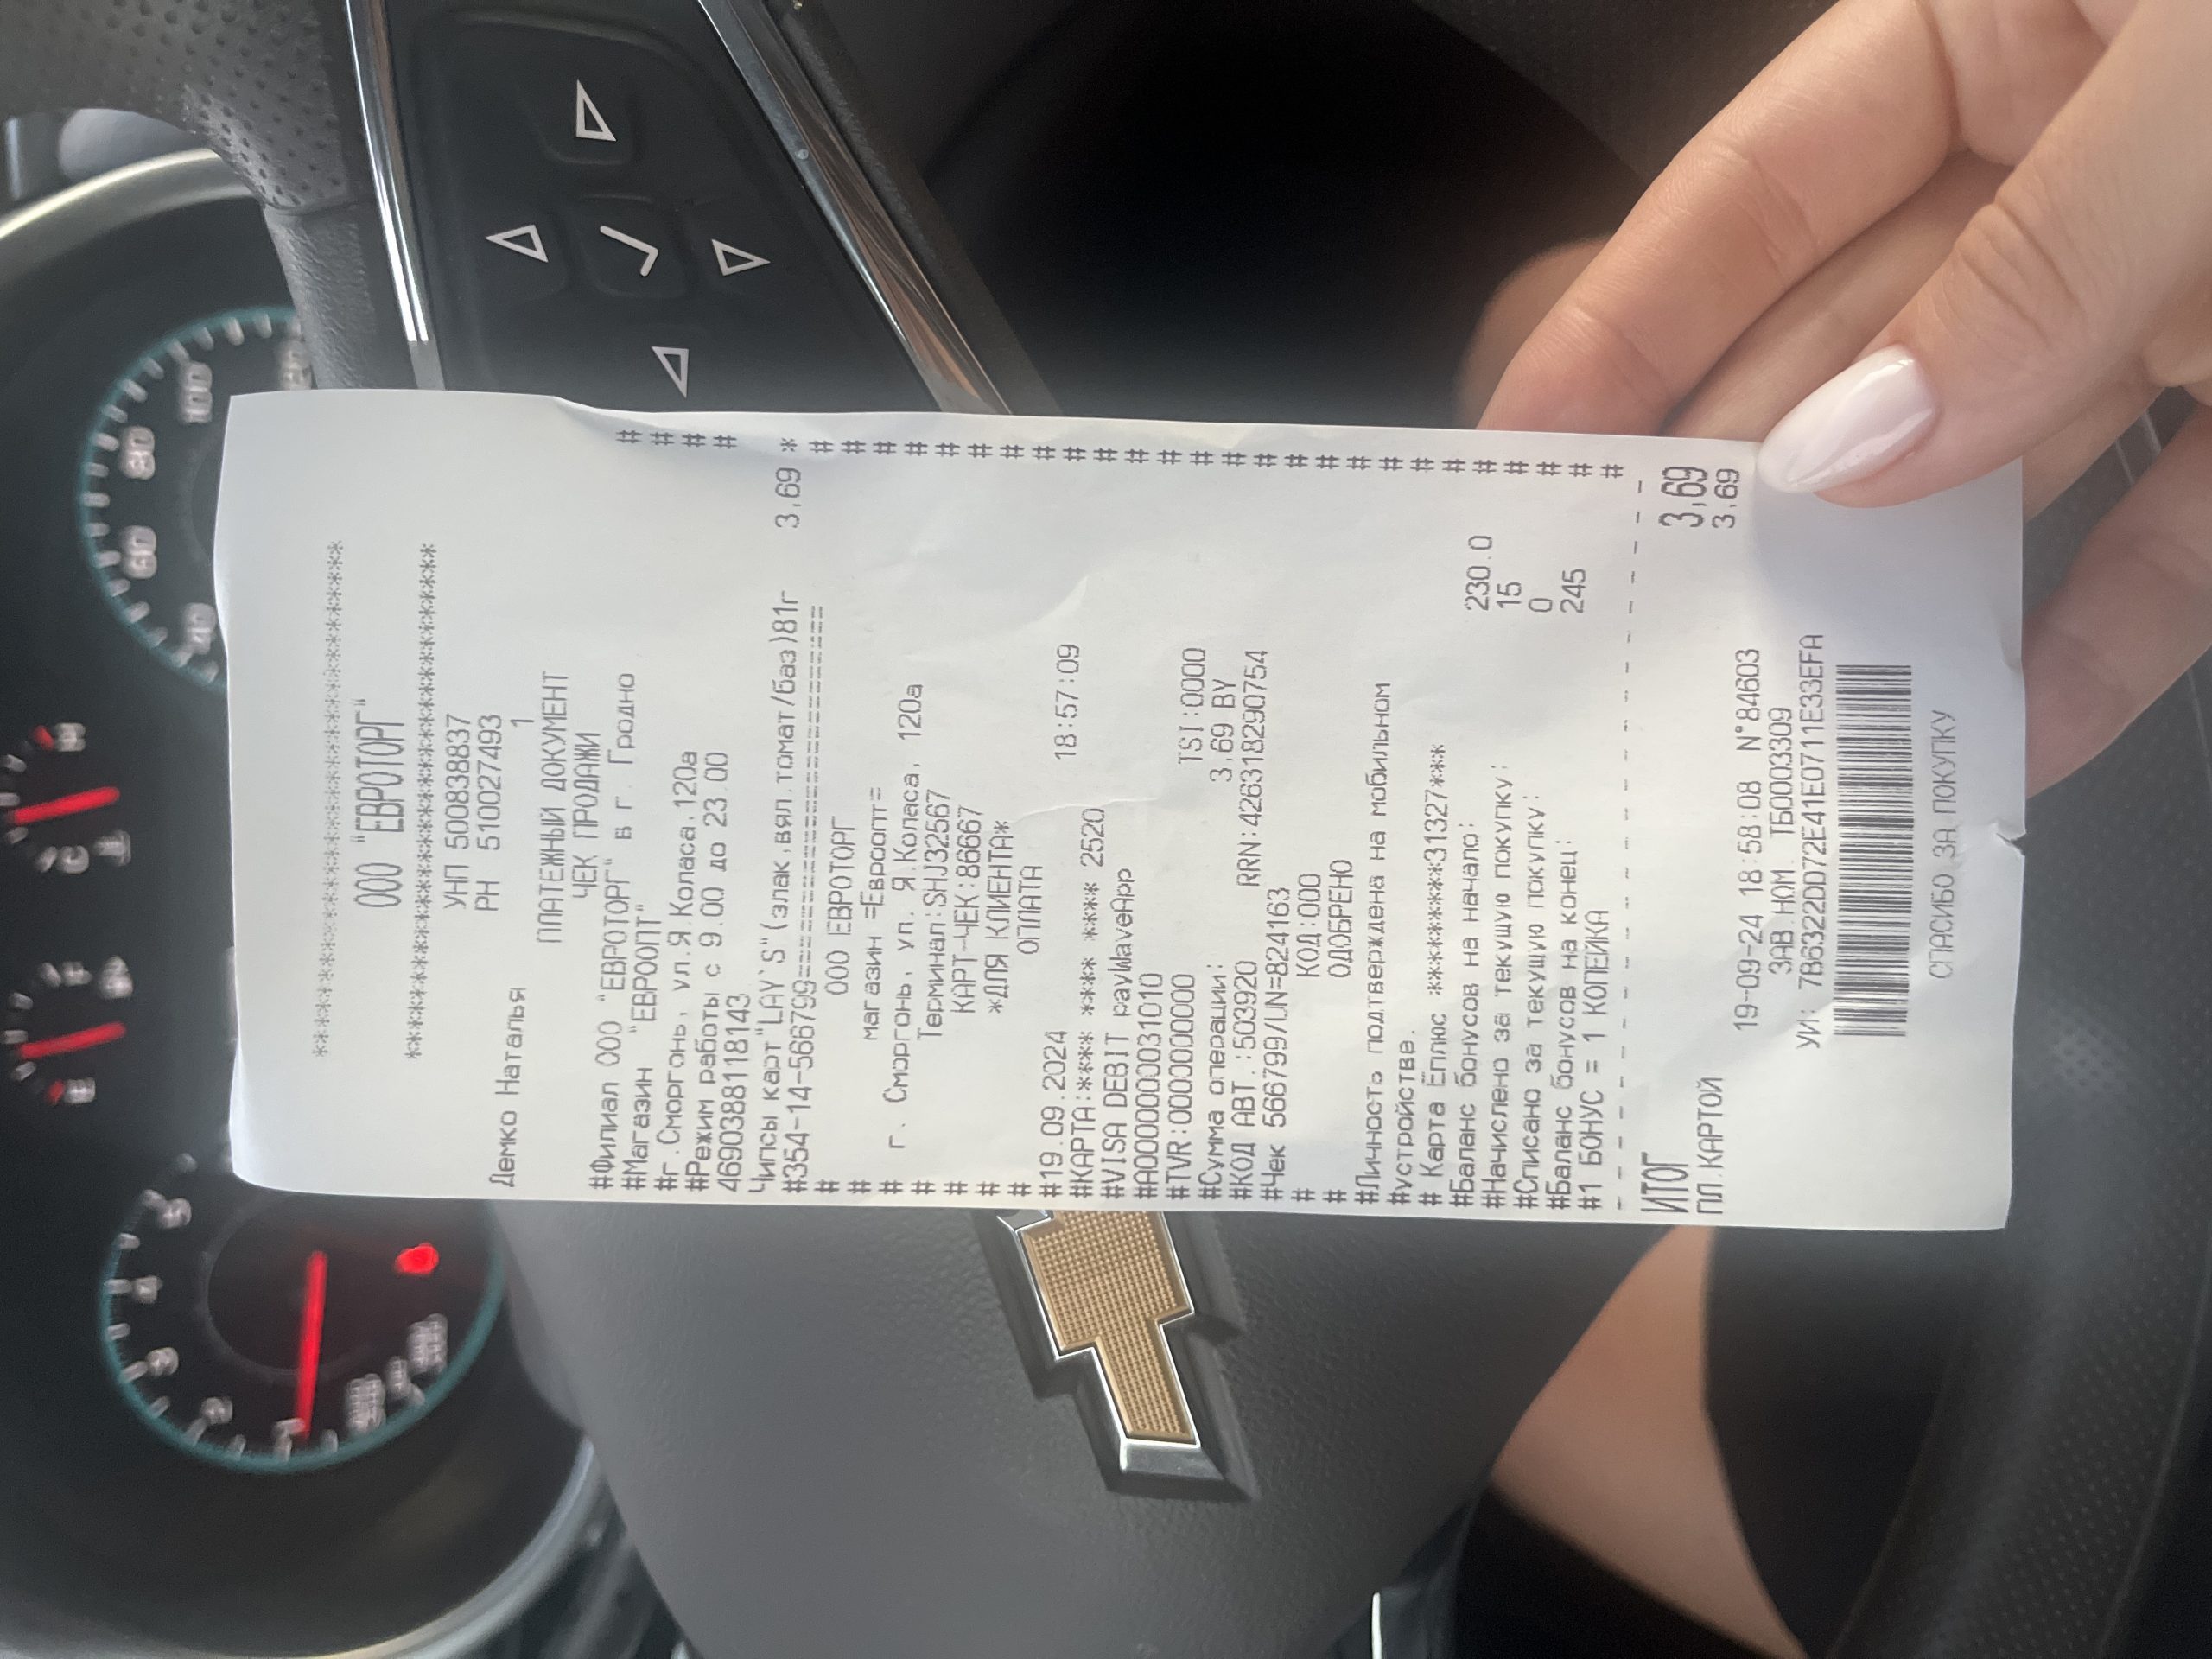 ********************************
ООО "ЕВРОТОРГ"
********************************
УНП 500838837
РН 510027493
Демко Наталья 1
ПЛАТЕЖНЫЙ ДОКУМЕНТ
ЧЕК ПРОДАЖИ
#Филиал ООО "ЕВРОТОРГ" в г. Гродно #
#Магазин "ЕВРООПТ" #
#г.Сморгонь, ул.Я.Коласа,120а #
#Режим работы с 9.00 до 23.00 #
4690388118143
Чипсы карт"LAY`S"(злак,вял.томат/баз)81г 3,69 *
#354-14-566799======================== #
# ООО ЕВРОТОРГ #
# магазин =Евроопт= #
# г. Сморгонь, ул. Я.Коласа, 120а #
# Терминал:SHJ32567 #
# КАРТ-ЧЕК:86667 #
# *ДЛЯ КЛИЕНТА* #
# ОПЛАТА #
#19.09.2024 18:57:09 #
#КАРТА:**** **** **** 2520 #
#VISA DEBIT payWaveApp #
#A0000000031010 #
#TVR:0000000000 TSI:0000 #
#Сумма операции: 3,69 BY #
#КОД АВТ.:503920 RRN:426318290754 #
#Чек 566799/UN=824163 #
# КОД:000 #
# ОДОБРЕНО #
#Личность подтверждена на мобильном #
#устройстве. #
# Карта Еплюс ********31327*** #
#Баланс бонусов на начало: 230.0 #
#Начислено за текущую покупку: 15 #
#Списано за текущую покупку: 0 #
#Баланс бонусов на конец: 245 #
#1 БОНУС = 1 КОПЕЙКА #
ИТОГ 3,69
ПЛ.КАРТОЙ 3,69
19-09-24 18:58:08 N°84603
ЗАВ.НОМ. ТБ0003309
УИ: 7B6322DD72E41E0711E33EFA
СПАСИБО ЗА ПОКУПКУ
40
60
80
100